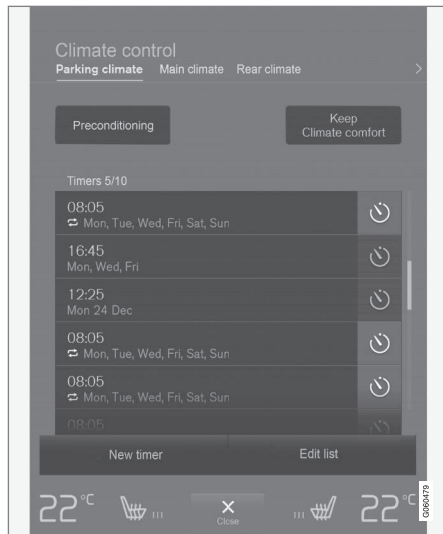 Climate control
Parking climate Main climate Rear climate >
Preconditioning
Keep
Climate comfort
Timers 5/10
08:05
Mon, Tue, Wed, Fri, Sat, Sun
16:45
Mon, Wed, Fri
12:25
Mon 24 Dec
08:05
Mon, Tue, Wed, Fri, Sat, Sun
08:05
Mon, Tue, Wed, Fri, Sat, Sun
08:05
New timer Edit list
22°C 22°C
Close
G060479